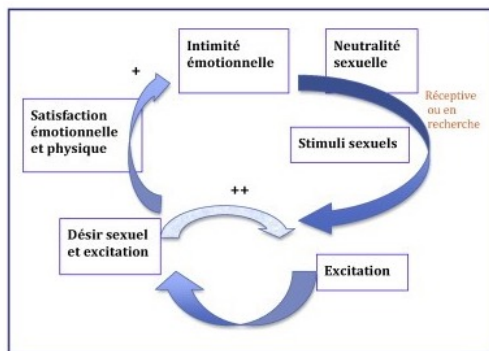 Intimité
émotionnelle
Neutralité
sexuelle
+
Réceptive
ou en
recherche
Satisfaction
émotionnelle
et physique
Stimuli sexuels
++
Désir sexuel
et excitation
Excitation